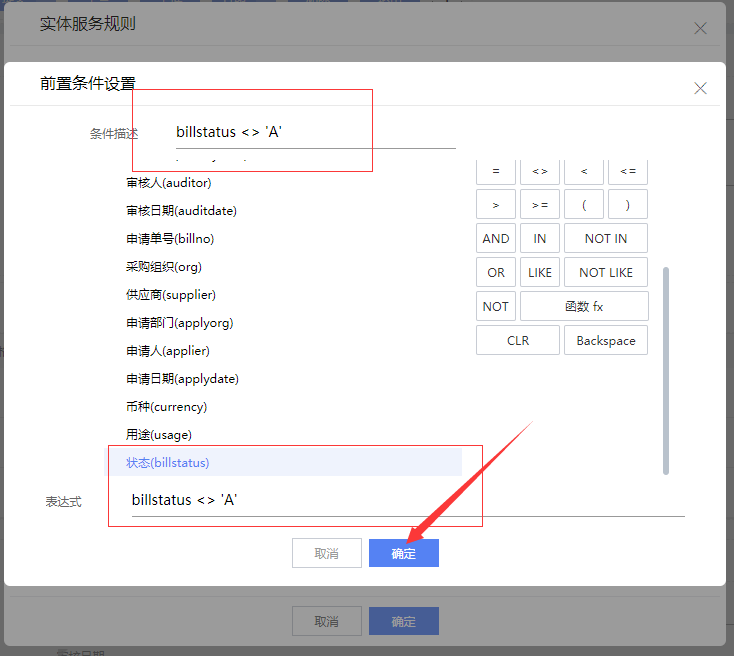 实体服务规则
前置条件设置
条件描述 billstatus <> 'A'
审核人(auditor)
审核日期(auditdate)
申请单号(billno)
采购组织(org)
供应商(supplier)
申请部门(applyorg)
申请人(applier)
申请日期(applydate)
币种(currency)
用途(usage)
状态(billstatus)
= <> < <=
> >= ( )
AND IN NOT IN
OR LIKE NOT LIKE
NOT 函数 fx
CLR Backspace
表达式 billstatus <> 'A'
取消 确定
取消 确定